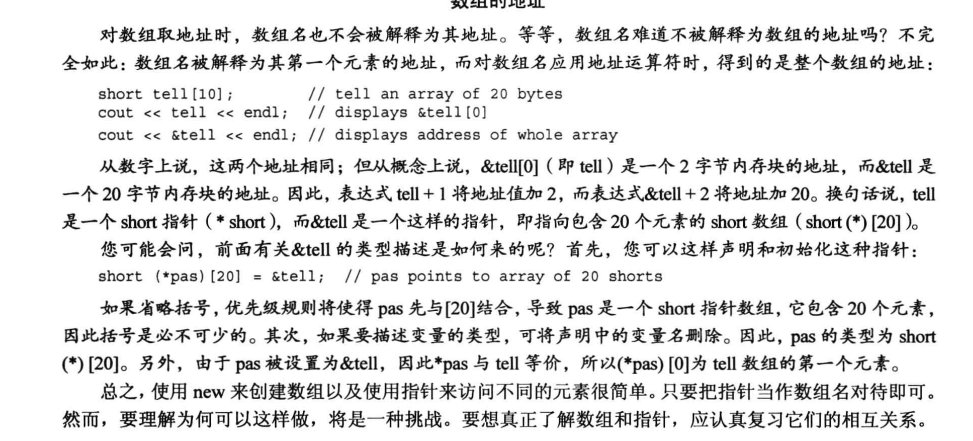 数组的地址
对数组取地址时，数组名也不会被解释为其地址。等等，数组名难道不被解释为数组的地址吗？不完
全如此：数组名被解释为其第一个元素的地址，而对数组名应用地址运算符时，得到的是整个数组的地址：
short tell[10];        // tell an array of 20 bytes
cout << tell << endl;  // displays &tell[0]
cout << &tell << endl; // displays address of whole array
从数字上说，这两个地址相同；但从概念上说，&tell[0]（即 tell）是一个 2 字节内存块的地址，而&tell 是
一个 20 字节内存块的地址。因此，表达式 tell + 1 将地址值加 2，而表达式&tell + 2 将地址加 20。换句话说，tell
是一个 short 指针（* short），而&tell 是一个这样的指针，即指向包含 20 个元素的 short 数组（short (*) [20]）。
您可能会问，前面有关&tell 的类型描述是如何来的呢？首先，您可以这样声明和初始化这种指针：
short (*pas)[20] = &tell;  // pas points to array of 20 shorts
如果省略括号，优先级规则将使得 pas 先与[20]结合，导致 pas 是一个 short 指针数组，它包含 20 个元素，
因此括号是必不可少的。其次，如果要描述变量的类型，可将声明中的变量名删除。因此，pas 的类型为 short
(*) [20]。另外，由于 pas 被设置为&tell，因此*pas 与 tell 等价，所以(*pas) [0]为 tell 数组的第一个元素。
总之，使用 new 来创建数组以及使用指针来访问不同的元素很简单。只要把指针当作数组名对待即可。
然而，要理解为何可以这样做，将是一种挑战。要想真正了解数组和指针，应认真复习它们的相互关系。